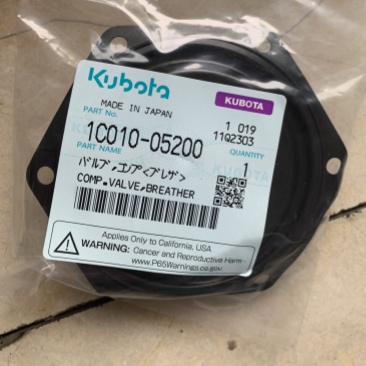 Kubota
KUBOTA
MADE IN JAPAN
1 019
11Q2303
PART No.
1C010-05200
QUANTITY
1
PART NAME
バルブ,コンプ<ブレザ>
COMP.VALVE,BREATHER
Applies Only to California, USA.
WARNING: Cancer and Reproductive Harm -
www.P65Warnings.ca.gov